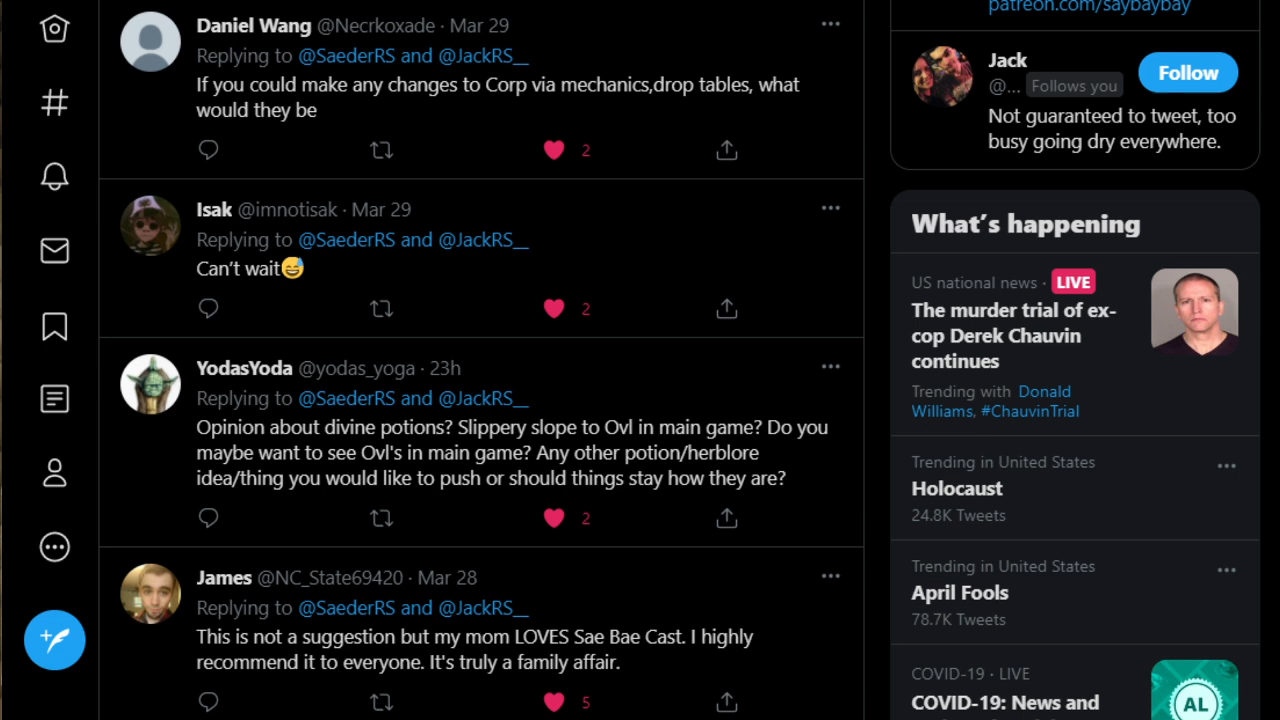 Daniel Wang @Necrkoxade · Mar 29
Replying to @SaederRS and @JackRS__
If you could make any changes to Corp via mechanics,drop tables, what
would they be
2
Isak @imnotisak · Mar 29
Replying to @SaederRS and @JackRS__
Can't wait😅
2
YodasYoda @yodas_yoga · 23h
Replying to @SaederRS and @JackRS__
Opinion about divine potions? Slippery slope to Ovl in main game? Do you
maybe want to see Ovl's in main game? Any other potion/herblore
idea/thing you would like to push or should things stay how they are?
2
James @NC_State69420 · Mar 28
Replying to @SaederRS and @JackRS__
This is not a suggestion but my mom LOVES Sae Bae Cast. I highly
recommend it to everyone. It's truly a family affair.
5
patreon.com/saybaybay
Jack
@... Follows you
Follow
Not guaranteed to tweet, too
busy going dry everywhere.
What's happening
US national news · LIVE
The murder trial of ex-
cop Derek Chauvin
continues
Trending with Donald
Williams, #ChauvinTrial
Trending in United States
Holocaust
24.8K Tweets
Trending in United States
April Fools
78.7K Tweets
COVID-19 · LIVE
COVID-19: News and
AL